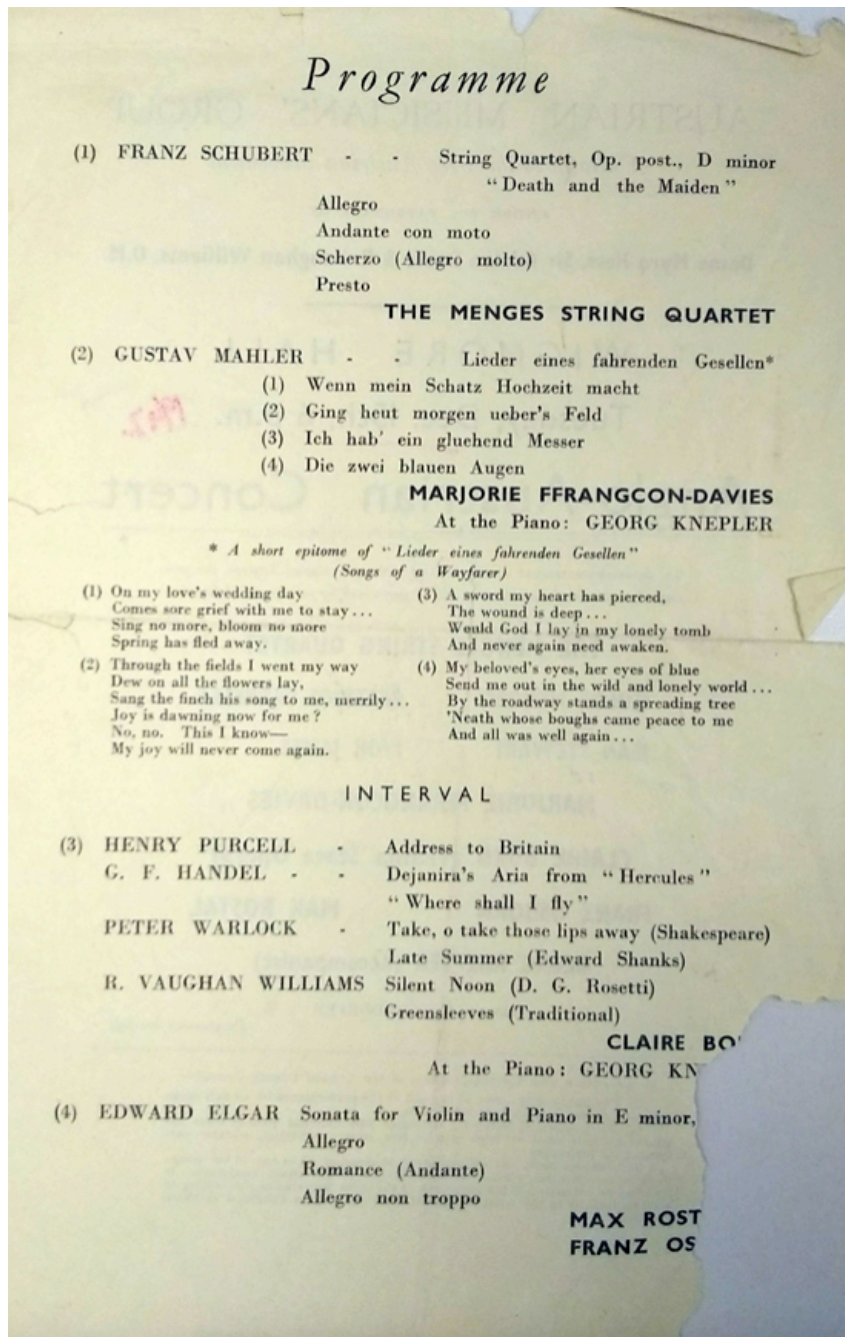 Programme
(1) FRANZ SCHUBERT - - String Quartet, Op. post., D minor
“Death and the Maiden”
Allegro
Andante con moto
Scherzo (Allegro molto)
Presto
THE MENGES STRING QUARTET
(2) GUSTAV MAHLER - - Lieder eines fahrenden Gesellen*
(1) Wenn mein Schatz Hochzeit macht
(2) Ging heut morgen ueber's Feld
(3) Ich hab' ein gluehend Messer
(4) Die zwei blauen Augen
MARJORIE FFRANGCON-DAVIES
At the Piano: GEORG KNEPLER
* A short epitome of “Lieder eines fahrenden Gesellen”
(Songs of a Wayfarer)
(1) On my love's wedding day
Comes sore grief with me to stay...
Sing no more, bloom no more
Spring has fled away.
(2) Through the fields I went my way
Dew on all the flowers lay,
Sang the finch his song to me, merrily...
Joy is dawning now for me?
No, no. This I know—
My joy will never come again.
(3) A sword my heart has pierced,
The wound is deep...
Would God I lay in my lonely tomb
And never again need awaken.
(4) My beloved's eyes, her eyes of blue
Send me out in the wild and lonely world...
By the roadway stands a spreading tree
'Neath whose boughs came peace to me
And all was well again...
INTERVAL
(3) HENRY PURCELL - Address to Britain
G. F. HANDEL - - Dejanira's Aria from “Hercules”
“Where shall I fly”
PETER WARLOCK - Take, o take those lips away (Shakespeare)
Late Summer (Edward Shanks)
R. VAUGHAN WILLIAMS Silent Noon (D. G. Rosetti)
Greensleeves (Traditional)
CLAIRE BO
At the Piano: GEORG KN
(4) EDWARD ELGAR Sonata for Violin and Piano in E minor,
Allegro
Romance (Andante)
Allegro non troppo
MAX ROST
FRANZ OS